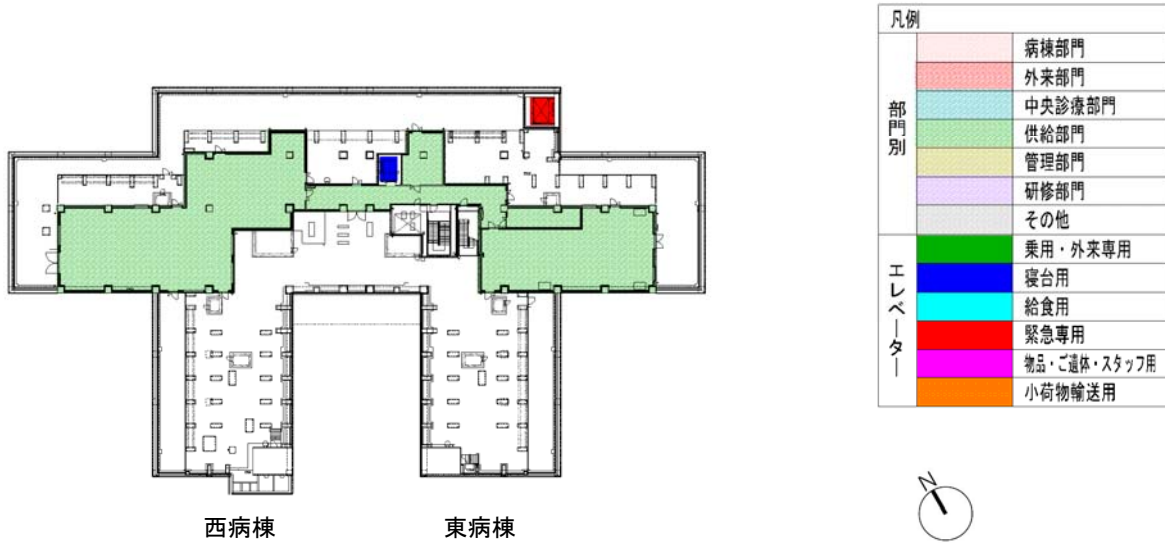 凡例
部門別
病棟部門
外来部門
中央診療部門
供給部門
管理部門
研修部門
その他
エレベーター
乗用・外来専用
寝台用
給食用
緊急専用
物品・ご遺体・スタッフ用
小荷物輸送用
N
西病棟
東病棟